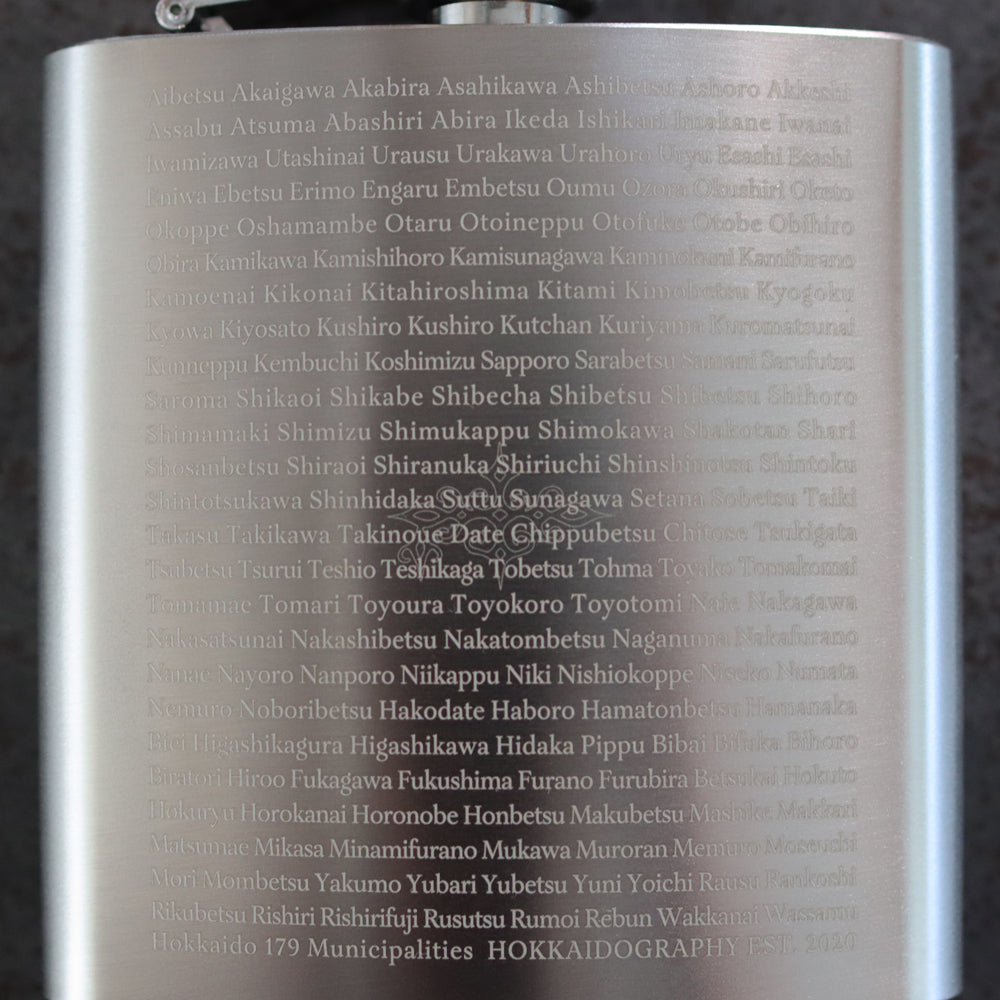 Aibetsu Akaigawa Akabira Asahikawa Ashibetsu Ashoro Akkeshi
Assabu Atsuma Abashiri Abira Ikeda Ishikari Imakane Iwanai
Iwamizawa Utashinai Urausu Urakawa Urahoro Uryu Esashi Esashi
Eniwa Ebetsu Erimo Engaru Embetsu Oumu Ozora Okushiri Oketo
Okoppe Oshamambe Otaru Otoineppu Otofuke Otobe Obihiro
Obira Kamikawa Kamishihoro Kamisunagawa Kaminokuni Kamifurano
Kamoenai Kikonai Kitahiroshima Kitami Kimobetsu Kyogoku
Kyowa Kiyosato Kushiro Kushiro Kutchan Kuriyama Kuromatsunai
Kunneppu Kembuchi Koshimizu Sapporo Sarabetsu Samani Sarufutsu
Saroma Shikaoi Shikabe Shibecha Shibetsu Shibetsu Shihoro
Shimamaki Shimizu Shimukappu Shimokawa Shakotan Shari
Shosanbetsu Shiraoi Shiranuka Shiriuchi Shinshinotsu Shintoku
Shintotsukawa Shinhidaka Suttu Sunagawa Setana Sobetsu Taiki
Takasu Takikawa Takinoue Date Chippubetsu Chitose Tsukigata
Tsubetsu Tsurui Teshio Teshikaga Tobetsu Tohma Toyako Tomakomai
Tomamae Tomari Toyoura Toyokoro Toyotomi Naie Nakagawa
Nakasatsunai Nakashibetsu Nakatombetsu Naganuma Nakafurano
Nanae Nayoro Nanporo Niikappu Niki Nishiokoppe Niseko Numata
Nemuro Noboribetsu Hakodate Haboro Hamatonbetsu Hamanaka
Biei Higashikagura Higashikawa Hidaka Pippu Bibai Bifuka Bihoro
Biratori Hiroo Fukagawa Fukushima Furano Furubira Betsukai Hokuto
Hokuryu Horokanai Horonobe Honbetsu Makubetsu Mashike Makkari
Matsumae Mikasa Minamifurano Mukawa Muroran Memuro Moseushi
Mori Mombetsu Yakumo Yubari Yubetsu Yuni Yoichi Rausu Rankoshi
Rikubetsu Rishiri Rishirifuji Rusutsu Rumoi Rebun Wakkanai Wassamu
Hokkaido 179 Municipalities HOKKAIDOGRAPHY EST. 2020